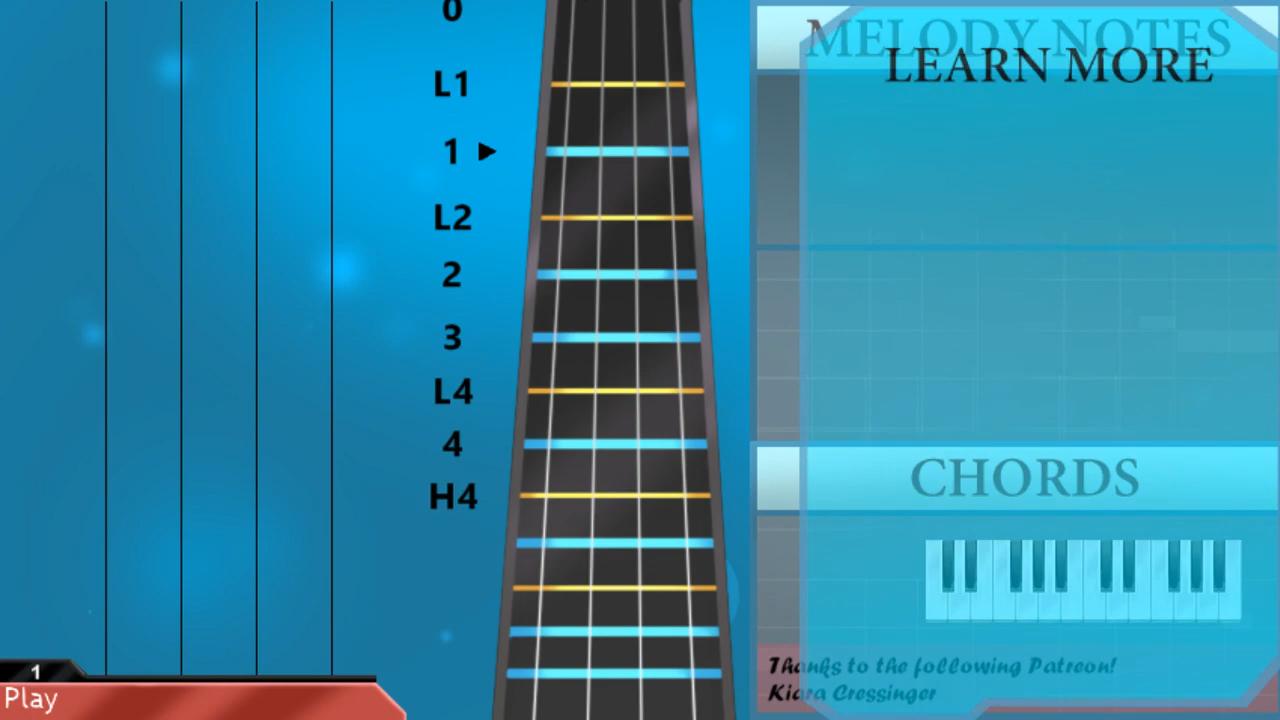 0
L1
1
L2
2
3
L4
4
H4
1
Play
MELODY NOTES
LEARN MORE
CHORDS
Thanks to the following Patreon!
Kiara Cressinger